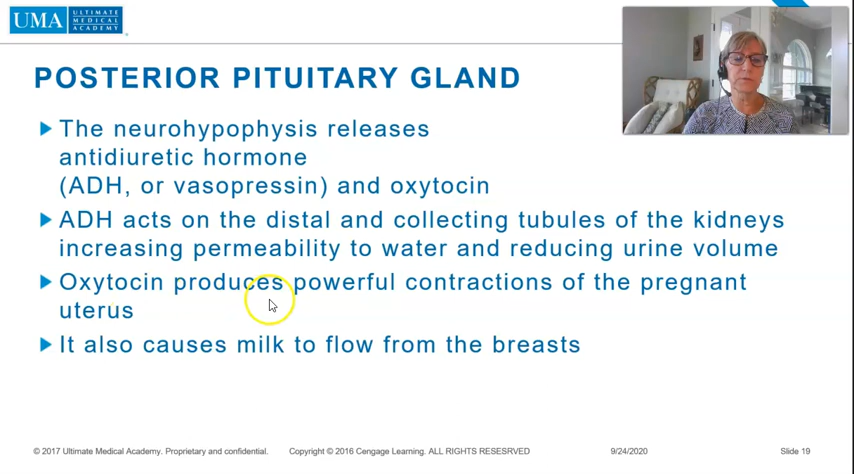 UMA ULTIMATE
MEDICAL
ACADEMY
POSTERIOR PITUITARY GLAND
The neurohypophysis releases
antidiuretic hormone
(ADH, or vasopressin) and oxytocin
ADH acts on the distal and collecting tubules of the kidneys
increasing permeability to water and reducing urine volume
Oxytocin produces powerful contractions of the pregnant
uterus
It also causes milk to flow from the breasts
© 2017 Ultimate Medical Academy. Proprietary and confidential. Copyright © 2016 Cengage Learning. ALL RIGHTS RESESRVED 9/24/2020 Slide 19